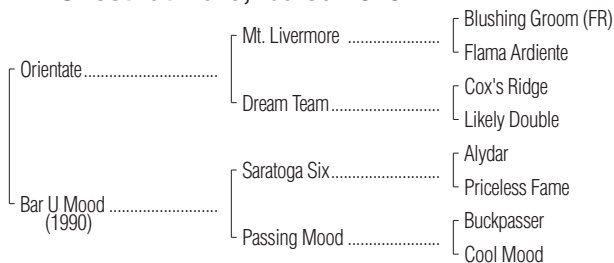 Blushing Groom (FR)
Mt. Livermore ......................
Flama Ardiente
Orientate................................
Cox's Ridge
Dream Team..........................
Likely Double
Alydar
Saratoga Six..........................
Priceless Fame
Bar U Mood ..........................
(1990)
Buckpasser
Passing Mood ......................
Cool Mood